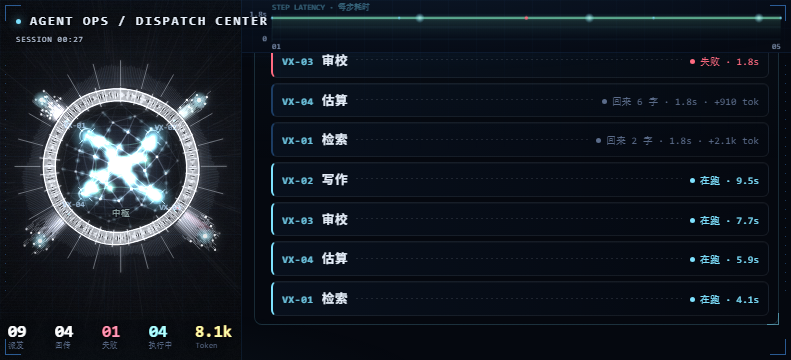 AGENT OPS / DISPATCH CENTER
SESSION 00:27
中枢
09 04 01 04 8.1k
派发 回传 失败 执行中 Token
STEP LATENCY · 每步耗时
1.8s
0
01 05
VX-03 审校 失败 · 1.8s
VX-04 估算 回来 6 字 · 1.8s · +910 tok
VX-01 检索 回来 2 字 · 1.8s · +2.1k tok
VX-02 写作 在跑 · 9.5s
VX-03 审校 在跑 · 7.7s
VX-04 估算 在跑 · 5.9s
VX-01 检索 在跑 · 4.1s